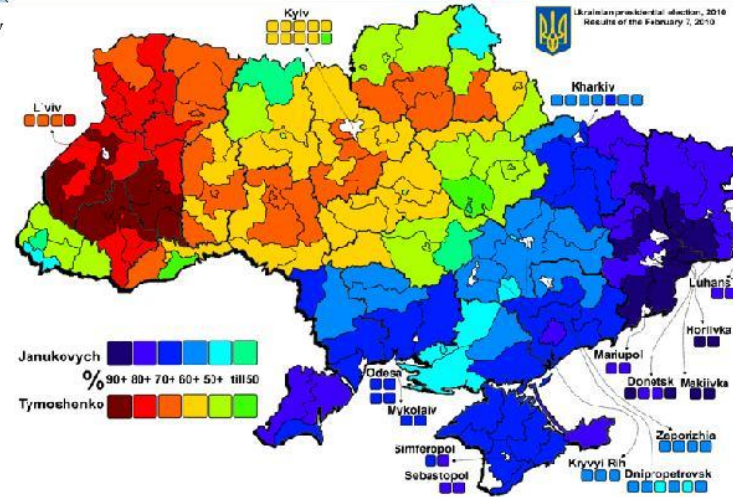 Kyiv
Ukrainian presidential election, 2010
Results of the February 7, 2010
Kharkiv
L`viv
Luhans
Horlivka
Mariupol
Donetsk
Makiivka
Janukovych
% 90+ 80+ 70+ 60+ 50+ till50
Tymoshenko
Odesa
Mykolaiv
Zaporizhia
Simferopol
Sebastopol
Kryvyi Rih
Dnipropetrovsk